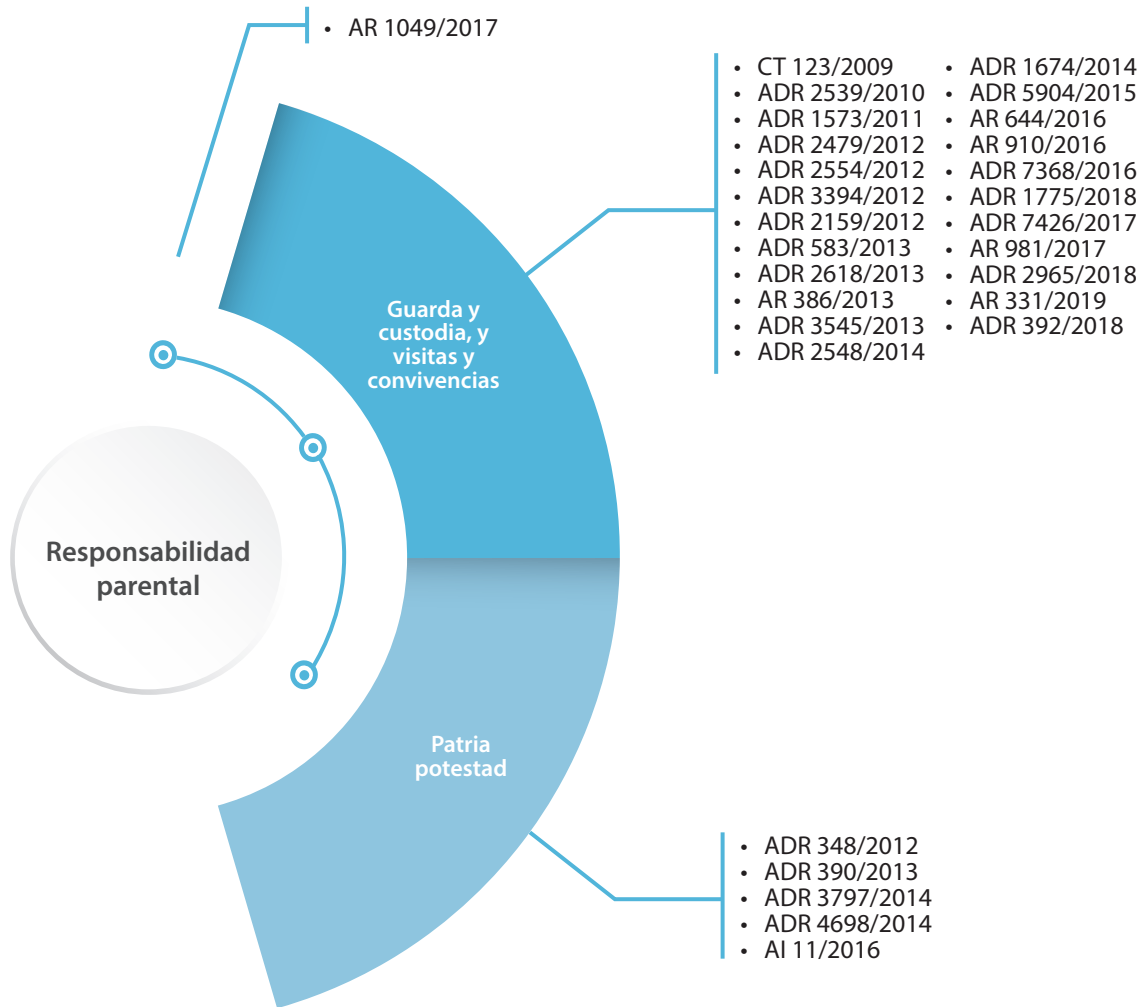 • AR 1049/2017
• CT 123/2009
• ADR 2539/2010
• ADR 1573/2011
• ADR 2479/2012
• ADR 2554/2012
• ADR 3394/2012
• ADR 2159/2012
• ADR 583/2013
• ADR 2618/2013
• AR 386/2013
• ADR 3545/2013
• ADR 2548/2014
• ADR 1674/2014
• ADR 5904/2015
• AR 644/2016
• AR 910/2016
• ADR 7368/2016
• ADR 1775/2018
• ADR 7426/2017
• AR 981/2017
• ADR 2965/2018
• AR 331/2019
• ADR 392/2018
Guarda y
custodia, y
visitas y
convivencias
Responsabilidad
parental
Patria
potestad
• ADR 348/2012
• ADR 390/2013
• ADR 3797/2014
• ADR 4698/2014
• AI 11/2016